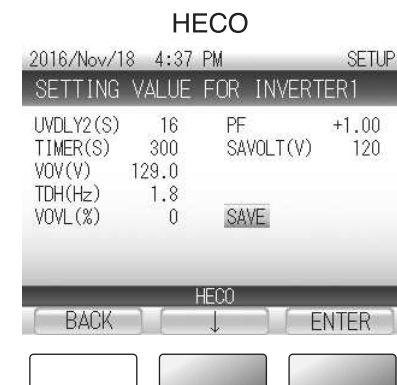 HECO
2016/Nov/18 4:37 PM SETUP
SETTING VALUE FOR INVERTER1
UVDLY2(S) 16 PF +1.00
TIMER(S) 300 SAVOLT(V) 120
VOV(V) 129.0
TDH(Hz) 1.8
VOVL(%) 0 SAVE
HECO
BACK ↓ ENTER